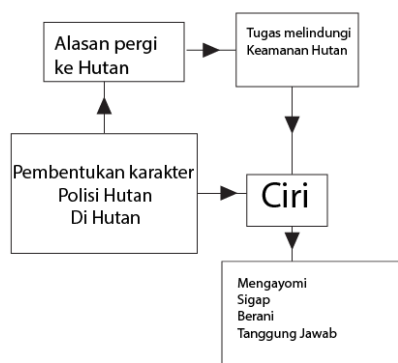 Alasan pergi
ke Hutan
Tugas melindungi
Keamanan Hutan
Pembentukan karakter
Polisi Hutan
Di Hutan
Ciri
Mengayomi
Sigap
Berani
Tanggung Jawab